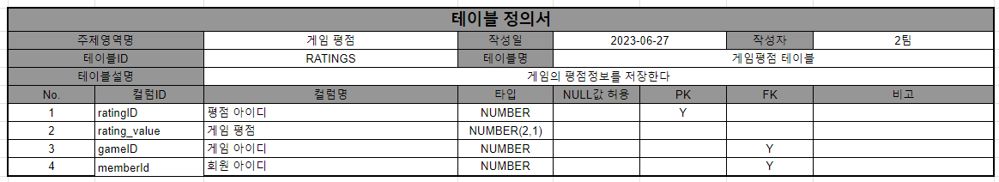 테이블 정의서
주제영역명 게임 평점 작성일 2023-06-27 작성자 2팀
테이블ID RATINGS 테이블명 게임평점 테이블
테이블설명 게임의 평점정보를 저장한다
No. 컬럼ID 컬럼명 타입 NULL값 허용 PK FK 비고
1 ratingID 평점 아이디 NUMBER Y
2 rating_value 게임 평점 NUMBER(2,1)
3 gameID 게임 아이디 NUMBER Y
4 memberId 회원 아이디 NUMBER Y